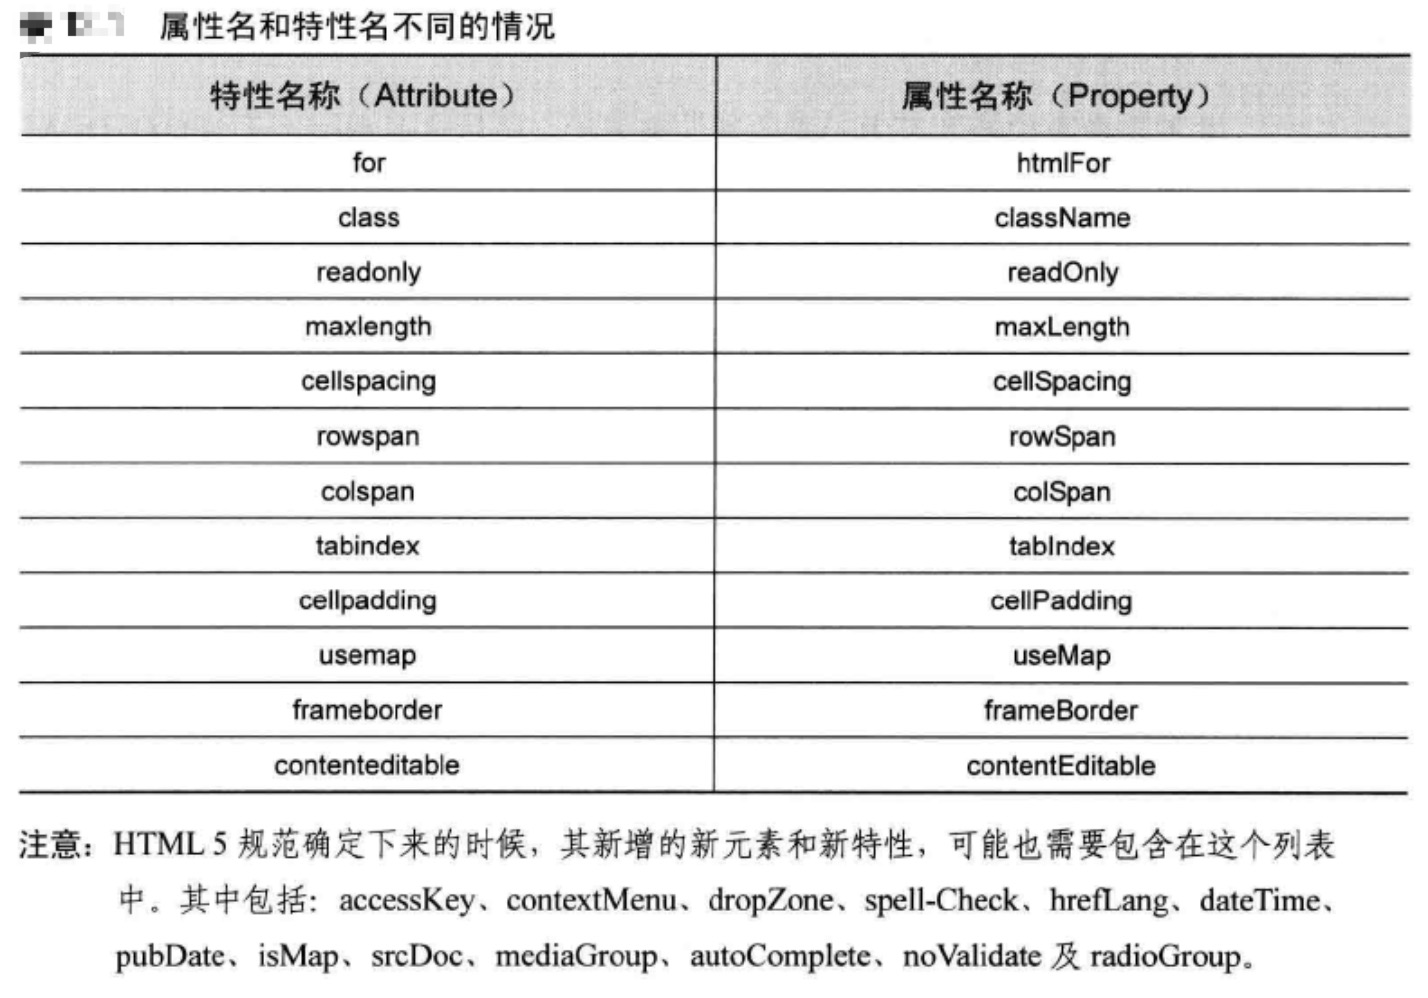 属性名和特性名不同的情况
特性名称（Attribute） 属性名称（Property）
for htmlFor
class className
readonly readOnly
maxlength maxLength
cellspacing cellSpacing
rowspan rowSpan
colspan colSpan
tabindex tabIndex
cellpadding cellPadding
usemap useMap
frameborder frameBorder
contenteditable contentEditable
注意：HTML 5 规范确定下来的时候，其新增的新元素和新特性，可能也需要包含在这个列表
中。其中包括：accessKey、contextMenu、dropZone、spell-Check、hrefLang、dateTime、
pubDate、isMap、srcDoc、mediaGroup、autoComplete、noValidate 及 radioGroup。